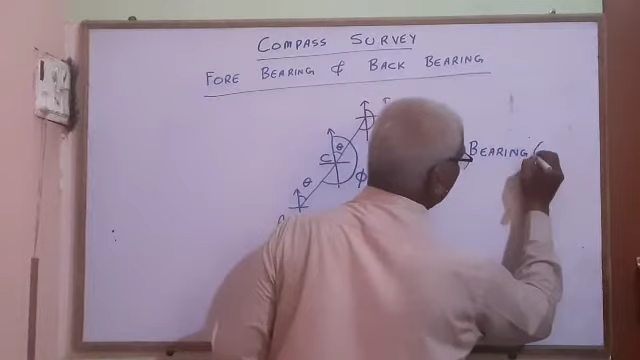 COMPASS SURVEY
FORE BEARING & BACK BEARING
BEARING (
θ
C
θ
φ